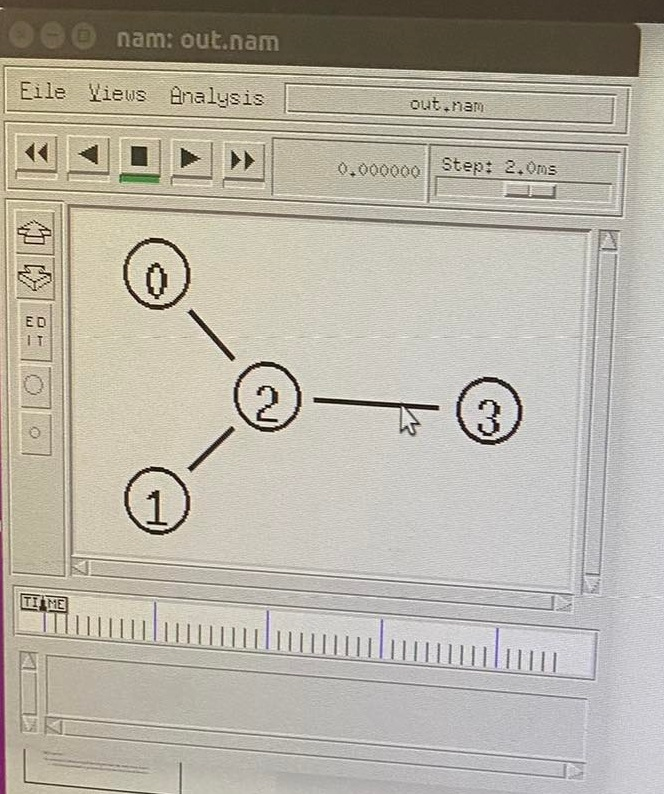 nam: out.nam
File Views Analysis out.nam
0.000000 Step: 2.0ms
0
ED
IT
2
3
1
TIME